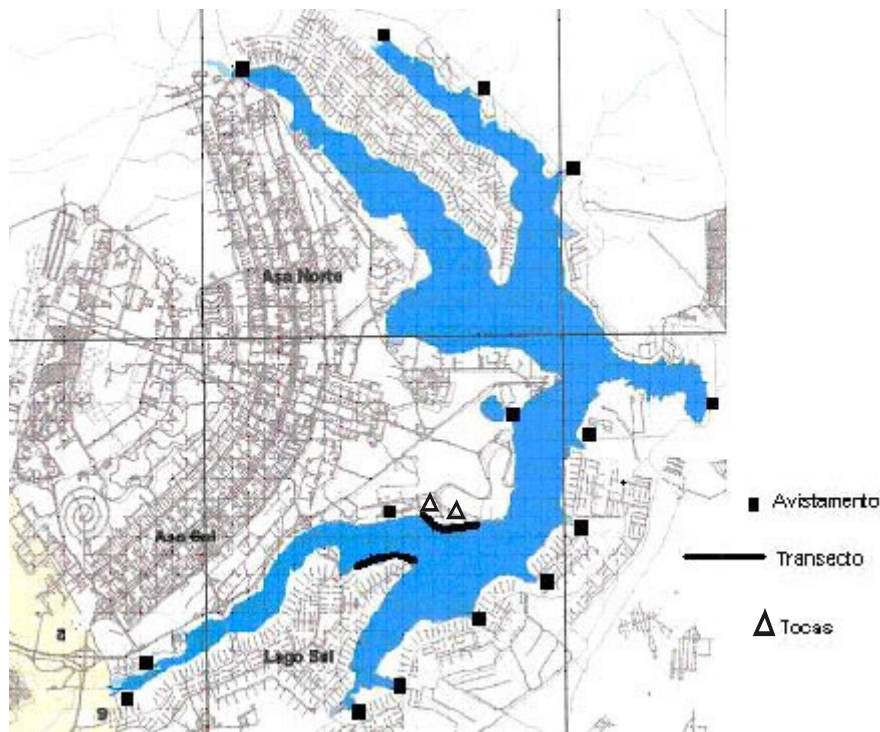 Asa Norte
Avistamento
Asa Sul
Transecto
Tocas
Lago Sul